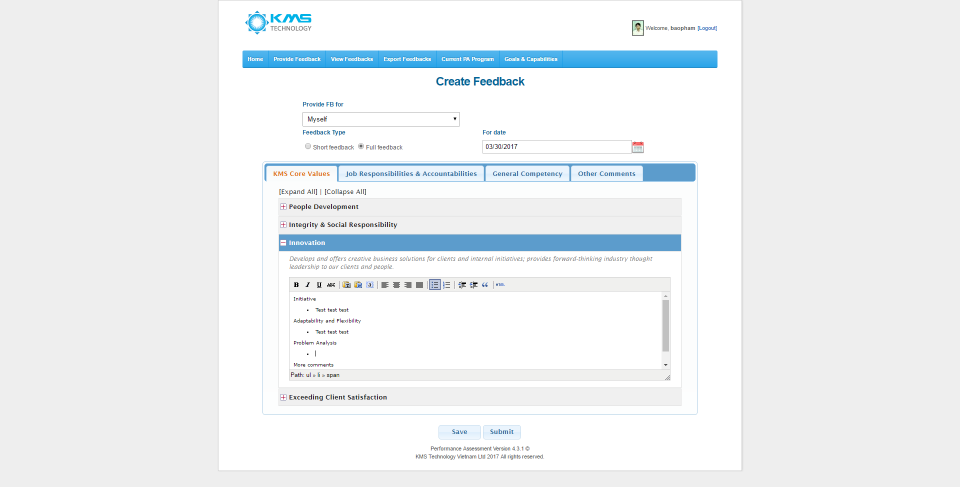 KMS
TECHNOLOGY
Welcome, baopham [Logout]
Home Provide Feedback View Feedbacks Export Feedbacks Current PA Program Goals & Capabilities
Create Feedback
Provide FB for
Myself
Feedback Type For date
Short feedback Full feedback 03/30/2017
KMS Core Values Job Responsibilities & Accountabilities General Competency Other Comments
[Expand All] | [Collapse All]
People Development
Integrity & Social Responsibility
Innovation
Develops and offers creative business solutions for clients and internal initiatives; provides forward-thinking industry thought
leadership to our clients and people.
B I U ABC HTML
Initiative
• Test test test
Adaptability and Flexibility
• Test test test
Problem Analysis
•
More comments
Path: ul » li » span
Exceeding Client Satisfaction
Save Submit
Performance Assessment Version 4.3.1 ©
KMS Technology Vietnam Ltd 2017 All rights reserved.